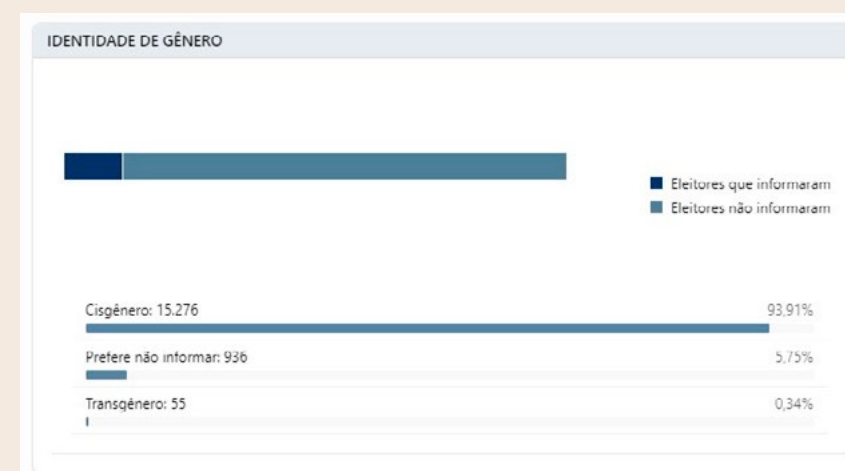 IDENTIDADE DE GÊNERO
Eleitores que informaram
Eleitores não informaram
Cisgênero: 15.276 93,91%
Prefere não informar: 936 5,75%
Transgênero: 55 0,34%